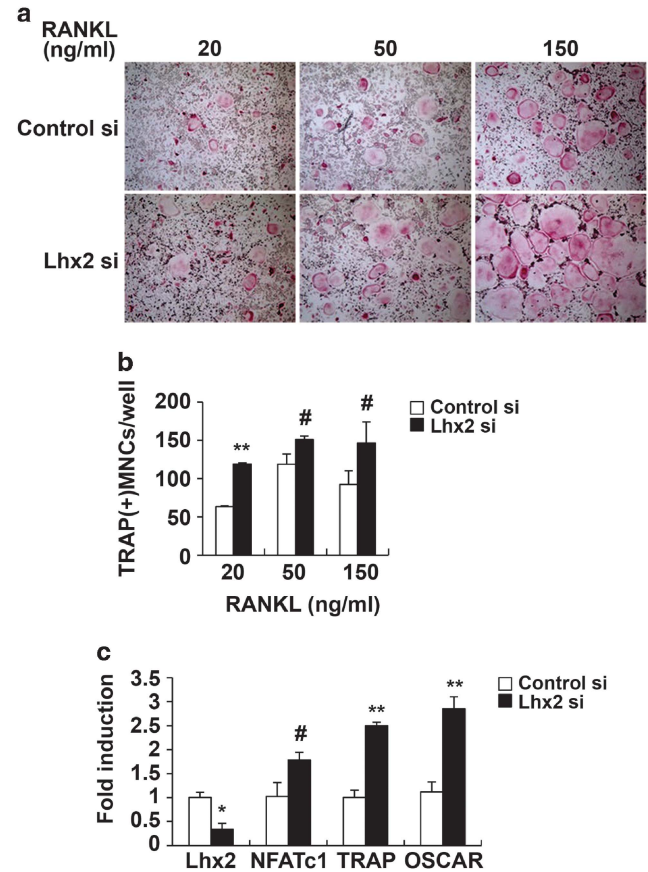 a
RANKL
(ng/ml)
20
50
150
Control si
Lhx2 si
b
TRAP(+)MNCs/well
200
150
100
50
0
**
#
#
Control si
Lhx2 si
20
50
150
RANKL (ng/ml)
c
Fold induction
3.5
3
2.5
2
1.5
1
0.5
0
*
#
**
**
Control si
Lhx2 si
Lhx2 NFATc1 TRAP OSCAR